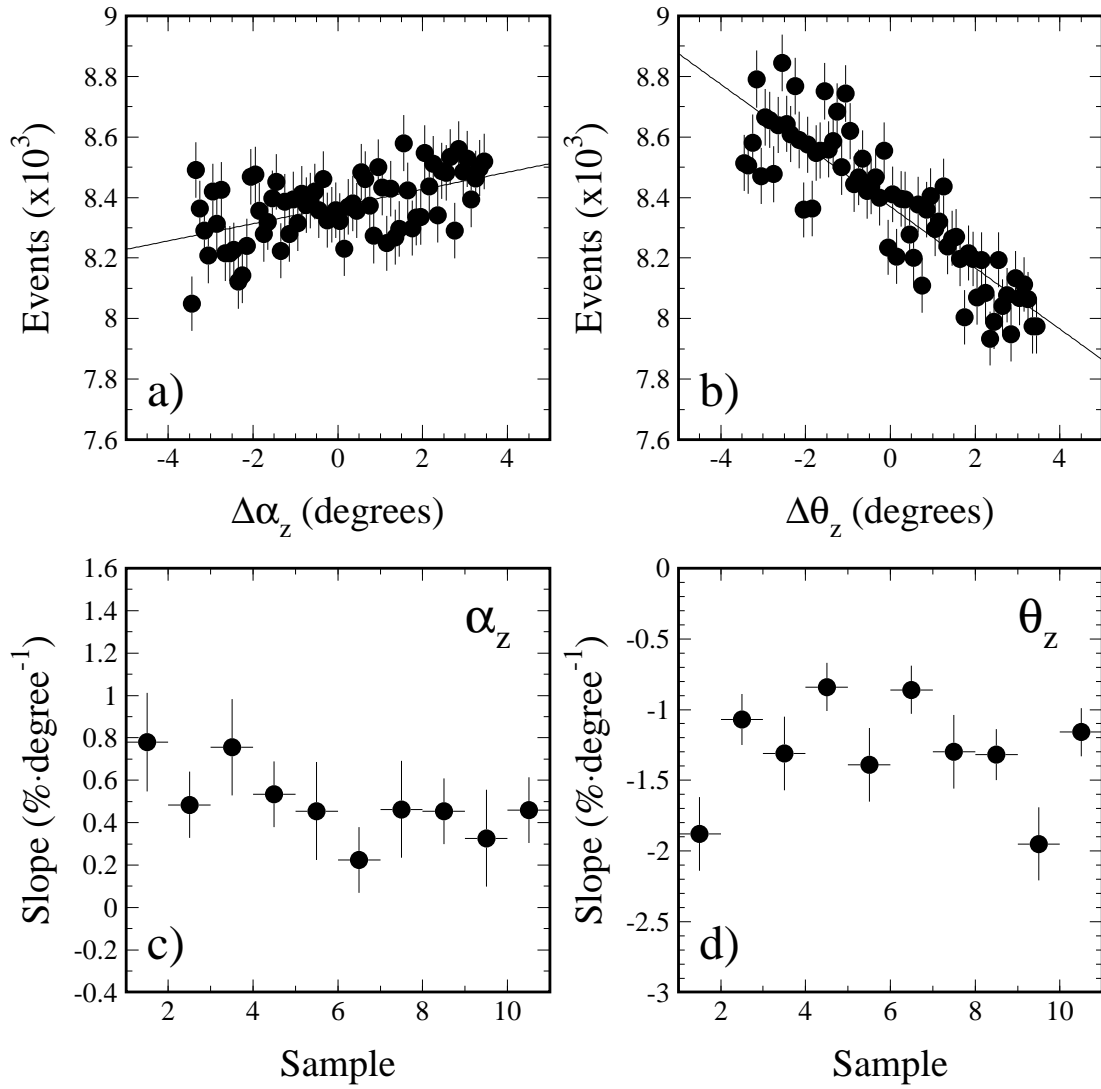 9
8.8
8.6
8.4
8.2
8
7.8
7.6
Events (x10^3)
a)
-4 -2 0 2 4
Δα_z (degrees)
9
8.8
8.6
8.4
8.2
8
7.8
7.6
Events (x10^3)
b)
-4 -2 0 2 4
Δθ_z (degrees)
1.6
1.4
1.2
1
0.8
0.6
0.4
0.2
0
-0.2
-0.4
Slope (%·degree^-1)
α_z
c)
2 4 6 8 10
Sample
0
-0.5
-1
-1.5
-2
-2.5
-3
Slope (%·degree^-1)
θ_z
d)
2 4 6 8 10
Sample